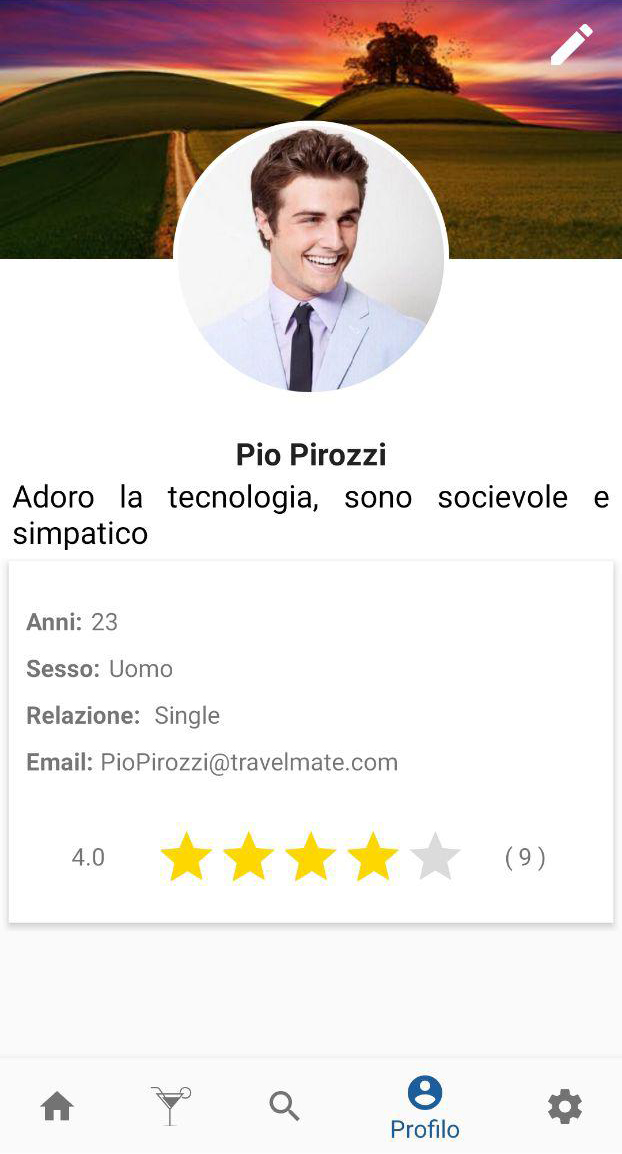 Pio Pirozzi
Adoro la tecnologia, sono socievole e
simpatico
Anni: 23
Sesso: Uomo
Relazione: Single
Email: PioPirozzi@travelmate.com
4.0 ( 9 )
Profilo